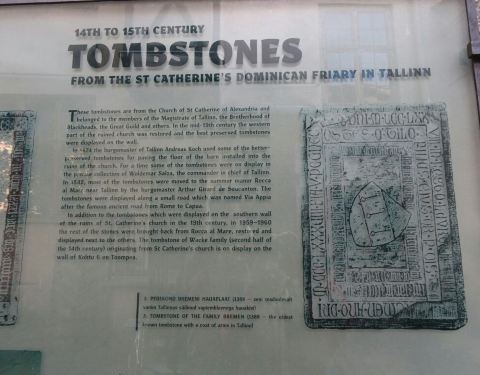 14TH TO 15TH CENTURY
TOMBSTONES
FROM THE ST CATHERINE'S DOMINICAN FRIARY IN TALLINN
These tombstones are from the Church of St Catherine of Alexandria and
belonged to the members of the Magistrate of Tallinn, the Brotherhood of
Blackheads, the Great Guild and others. In the mid-19th century the western
part of the ruined church was restored and the best preserved tombstones
were displayed on the wall.
In 1674 the burgomaster of Tallinn Andreas Koch used some of the better-
preserved tombstones for paving the floor of the barn installed into the
ruins of the church. For a time some of the tombstones were on display in
the private collection of Woldemar Salza, the commander in chief of Tallinn.
In 1842, most of the tombstones were moved to the summer manor Rocca
al Mare near Tallinn by the burgomaster Arthur Girard de Soucanton. The
tombstones were displayed along a small road which was named Via Appia
after the famous ancient road from Rome to Capua.
In addition to the tombstones which were displayed on the southern wall
of the ruins of St Catherine's church in the 19th century, in 1959-1960
the rest of the stones were brought back from Rocca al Mare, restored and
displayed next to the others. The tombstone of Wacke family (second half of
the 14th century) originating from St Catherine's church is on display on the
wall of Kohtu 6 on Toompea.
BREMENI HAUAPLAAT (1389 – seni teadaolevalt
vanim Tallinnas säilinud vapiemblemiga hauakivi)
2. TOMBSTONE OF THE FAMILY BREMEN (1389 – the oldest
known tombstone with a coat of arms in Tallinn)